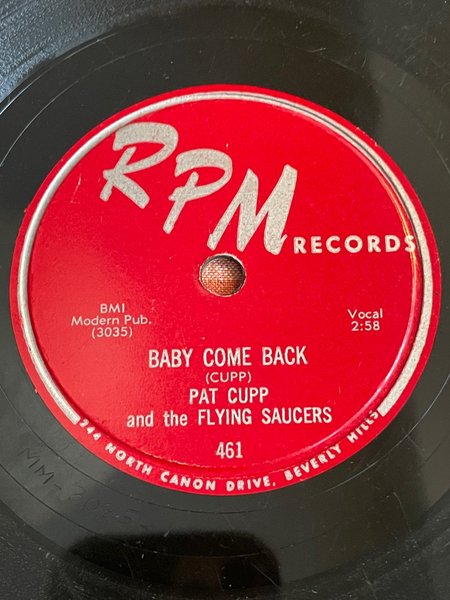 RPM
RECORDS
BMI
Modern Pub.
(3035)
Vocal
2:58
BABY COME BACK
(CUPP)
PAT CUPP
and the FLYING SAUCERS
461
244 NORTH CANON DRIVE, BEVERLY HILLS